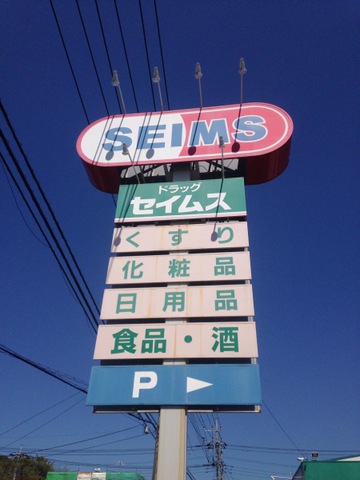 SEIMS
ドラッグ
セイムス
くすり
化粧品
日用品
食品・酒
P